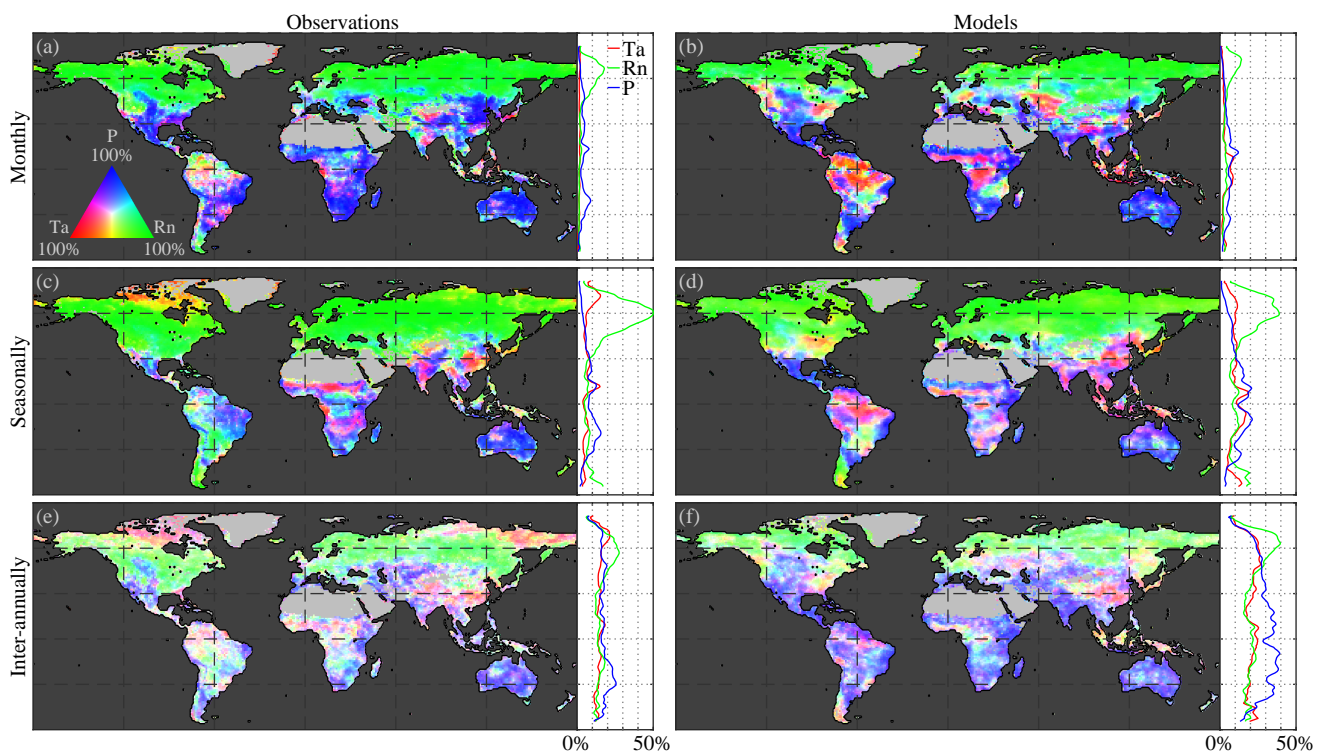 Observations
Models
Monthly
(a)
Ta
Rn
P
P
100%
Ta
Rn
100%
100%
(b)
Seasonally
(c)
(d)
Inter-annually
(e)
(f)
0%
50%
0%
50%